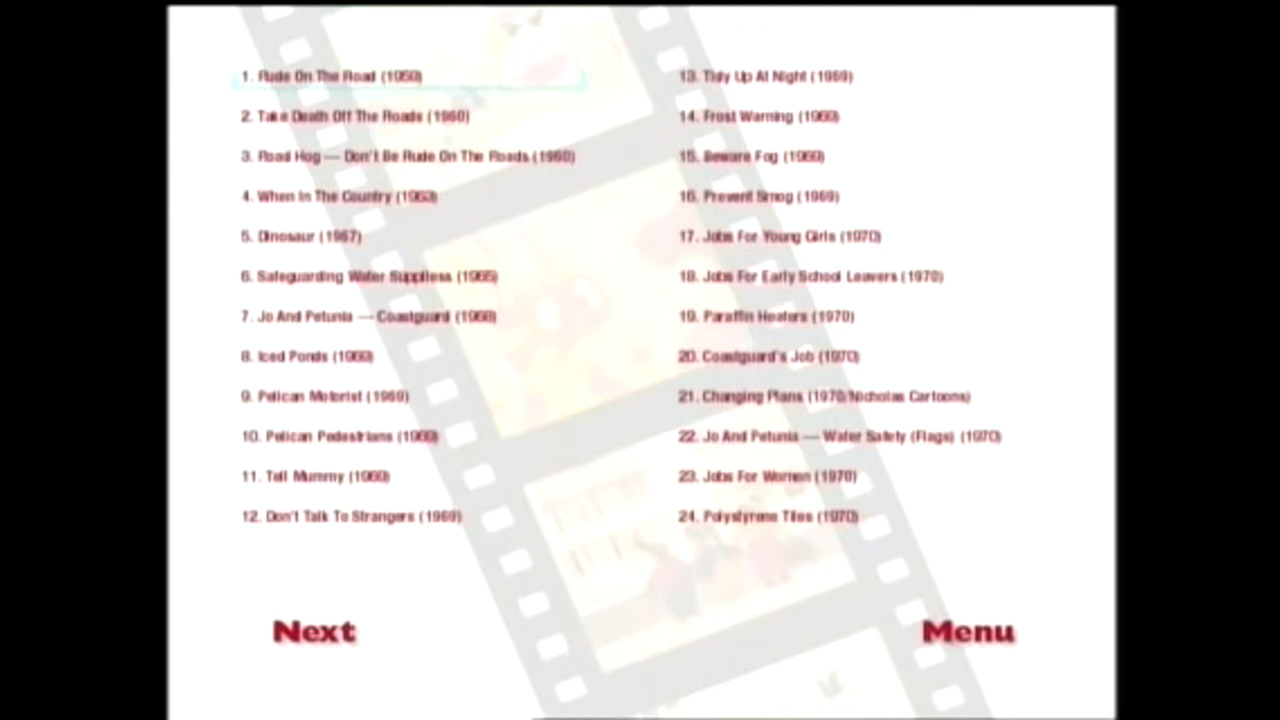 1. Rude On The Road (1960)
2. Take Death Off The Roads (1960)
3. Road Hog — Don't Be Rude On The Roads (1960)
4. When In The Country (1963)
5. Dinosaur (1967)
6. Safeguarding Water Suppliess (1965)
7. Jo And Petunia — Coastguard (1968)
8. Iced Ponds (1969)
9. Pelican Motorist (1969)
10. Pelican Pedestrians (1969)
11. Tell Mummy (1969)
12. Don't Talk To Strangers (1969)
13. Tidy Up At Night (1969)
14. Frost Warning (1969)
15. Beware Fog (1969)
16. Prevent Smog (1969)
17. Jobs For Young Girls (1970)
18. Jobs For Early School Leavers (1970)
19. Paraffin Heaters (1970)
20. Coastguard's Job (1970)
21. Changing Plans (1970/Nicholas Cartoons)
22. Jo And Petunia — Water Safety (Flags) (1970)
23. Jobs For Women (1970)
24. Polystyrene Tiles (1970)
Next
Menu